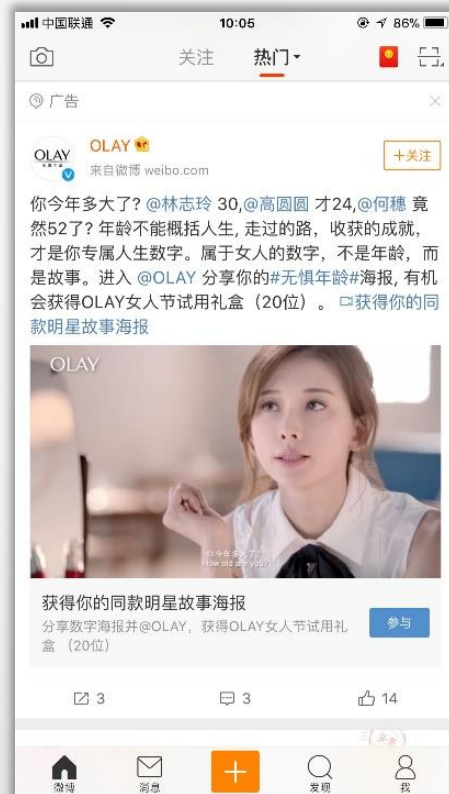 中国联通 10:05 86%
关注 热门
广告
OLAY
OLAY
来自微博 weibo.com
+关注
你今年多大了? @林志玲 30,@高圆圆 才24,@何穗 竟
然52了? 年龄不能概括人生, 走过的路，收获的成就，
才是你专属人生数字。属于女人的数字，不是年龄，而
是故事。进入 @OLAY 分享你的#无惧年龄#海报, 有机
会获得OLAY女人节试用礼盒（20位）。 获得你的同
款明星故事海报
OLAY
你今年多大了?
How old are you?
获得你的同款明星故事海报
分享数字海报并@OLAY，获得OLAY女人节试用礼
盒 （20位）
参与
3 3 14
头条
微博 消息 发现 我